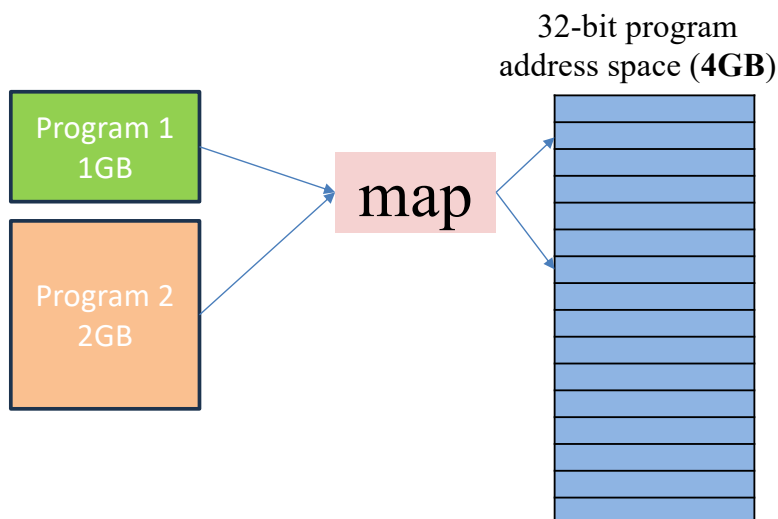 32-bit program
address space (4GB)
Program 1
1GB
map
Program 2
2GB